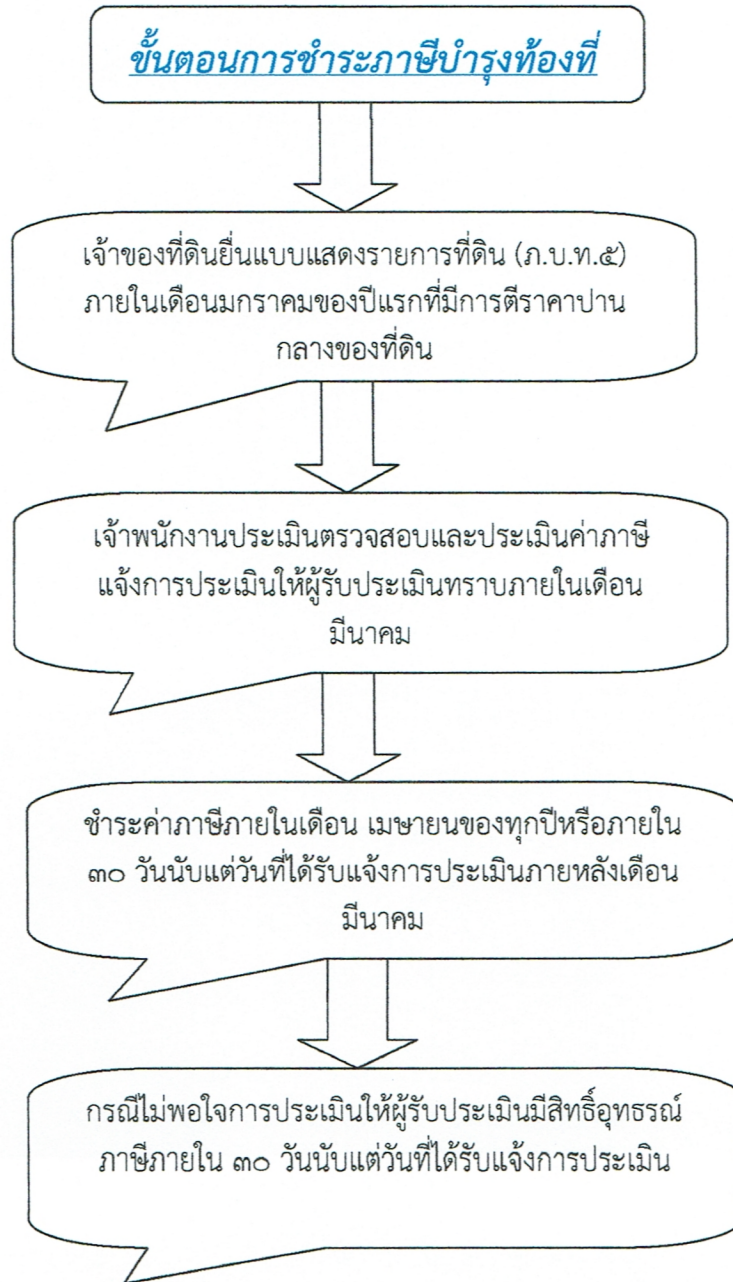 ขั้นตอนการชำระภาษีบำรุงท้องที่
เจ้าของที่ดินยื่นแบบแสดงรายการที่ดิน (ภ.บ.ท.๕)
ภายในเดือนมกราคมของปีแรกที่มีการตีราคาปาน
กลางของที่ดิน
เจ้าพนักงานประเมินตรวจสอบและประเมินค่าภาษี
แจ้งการประเมินให้ผู้รับประเมินทราบภายในเดือน
มีนาคม
ชำระค่าภาษีภายในเดือน เมษายนของทุกปีหรือภายใน
๓๐ วันนับแต่วันที่ได้รับแจ้งการประเมินภายหลังเดือน
มีนาคม
กรณีไม่พอใจการประเมินให้ผู้รับประเมินมีสิทธิ์อุทธรณ์
ภาษีภายใน ๓๐ วันนับแต่วันที่ได้รับแจ้งการประเมิน